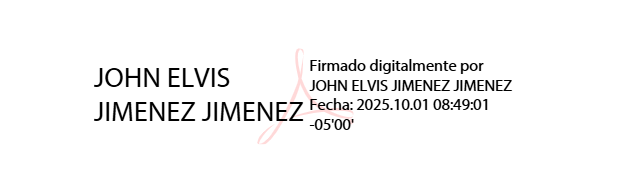 JOHN ELVIS
JIMENEZ JIMENEZ
Firmado digitalmente por
JOHN ELVIS JIMENEZ JIMENEZ
Fecha: 2025.10.01 08:49:01
-05'00'